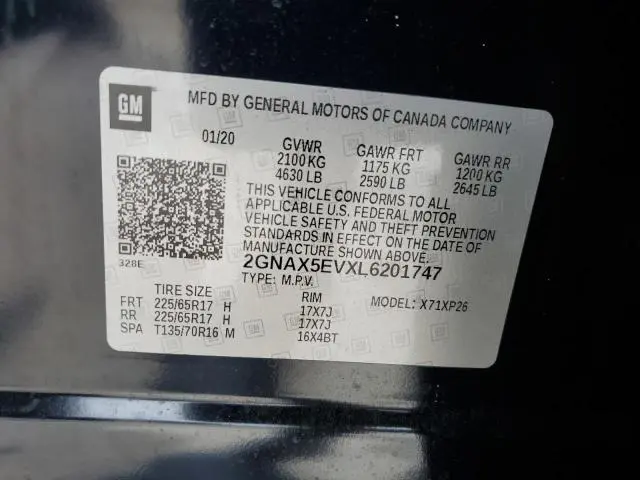 GM
MFD BY GENERAL MOTORS OF CANADA COMPANY
01/20 GVWR GAWR FRT GAWR RR
2100 KG 1175 KG 1200 KG
4630 LB 2590 LB 2645 LB
THIS VEHICLE CONFORMS TO ALL
APPLICABLE U.S. FEDERAL MOTOR
VEHICLE SAFETY AND THEFT PREVENTION
STANDARDS IN EFFECT ON THE DATE OF
MANUFACTURE SHOWN ABOVE.
328E 2GNAX5EVXL6201747
TYPE: M.P.V. MODEL: X71XP26
TIRE SIZE RIM
FRT 225/65R17 H 17X7J
RR 225/65R17 H 17X7J
SPA T135/70R16 M 16X4BT